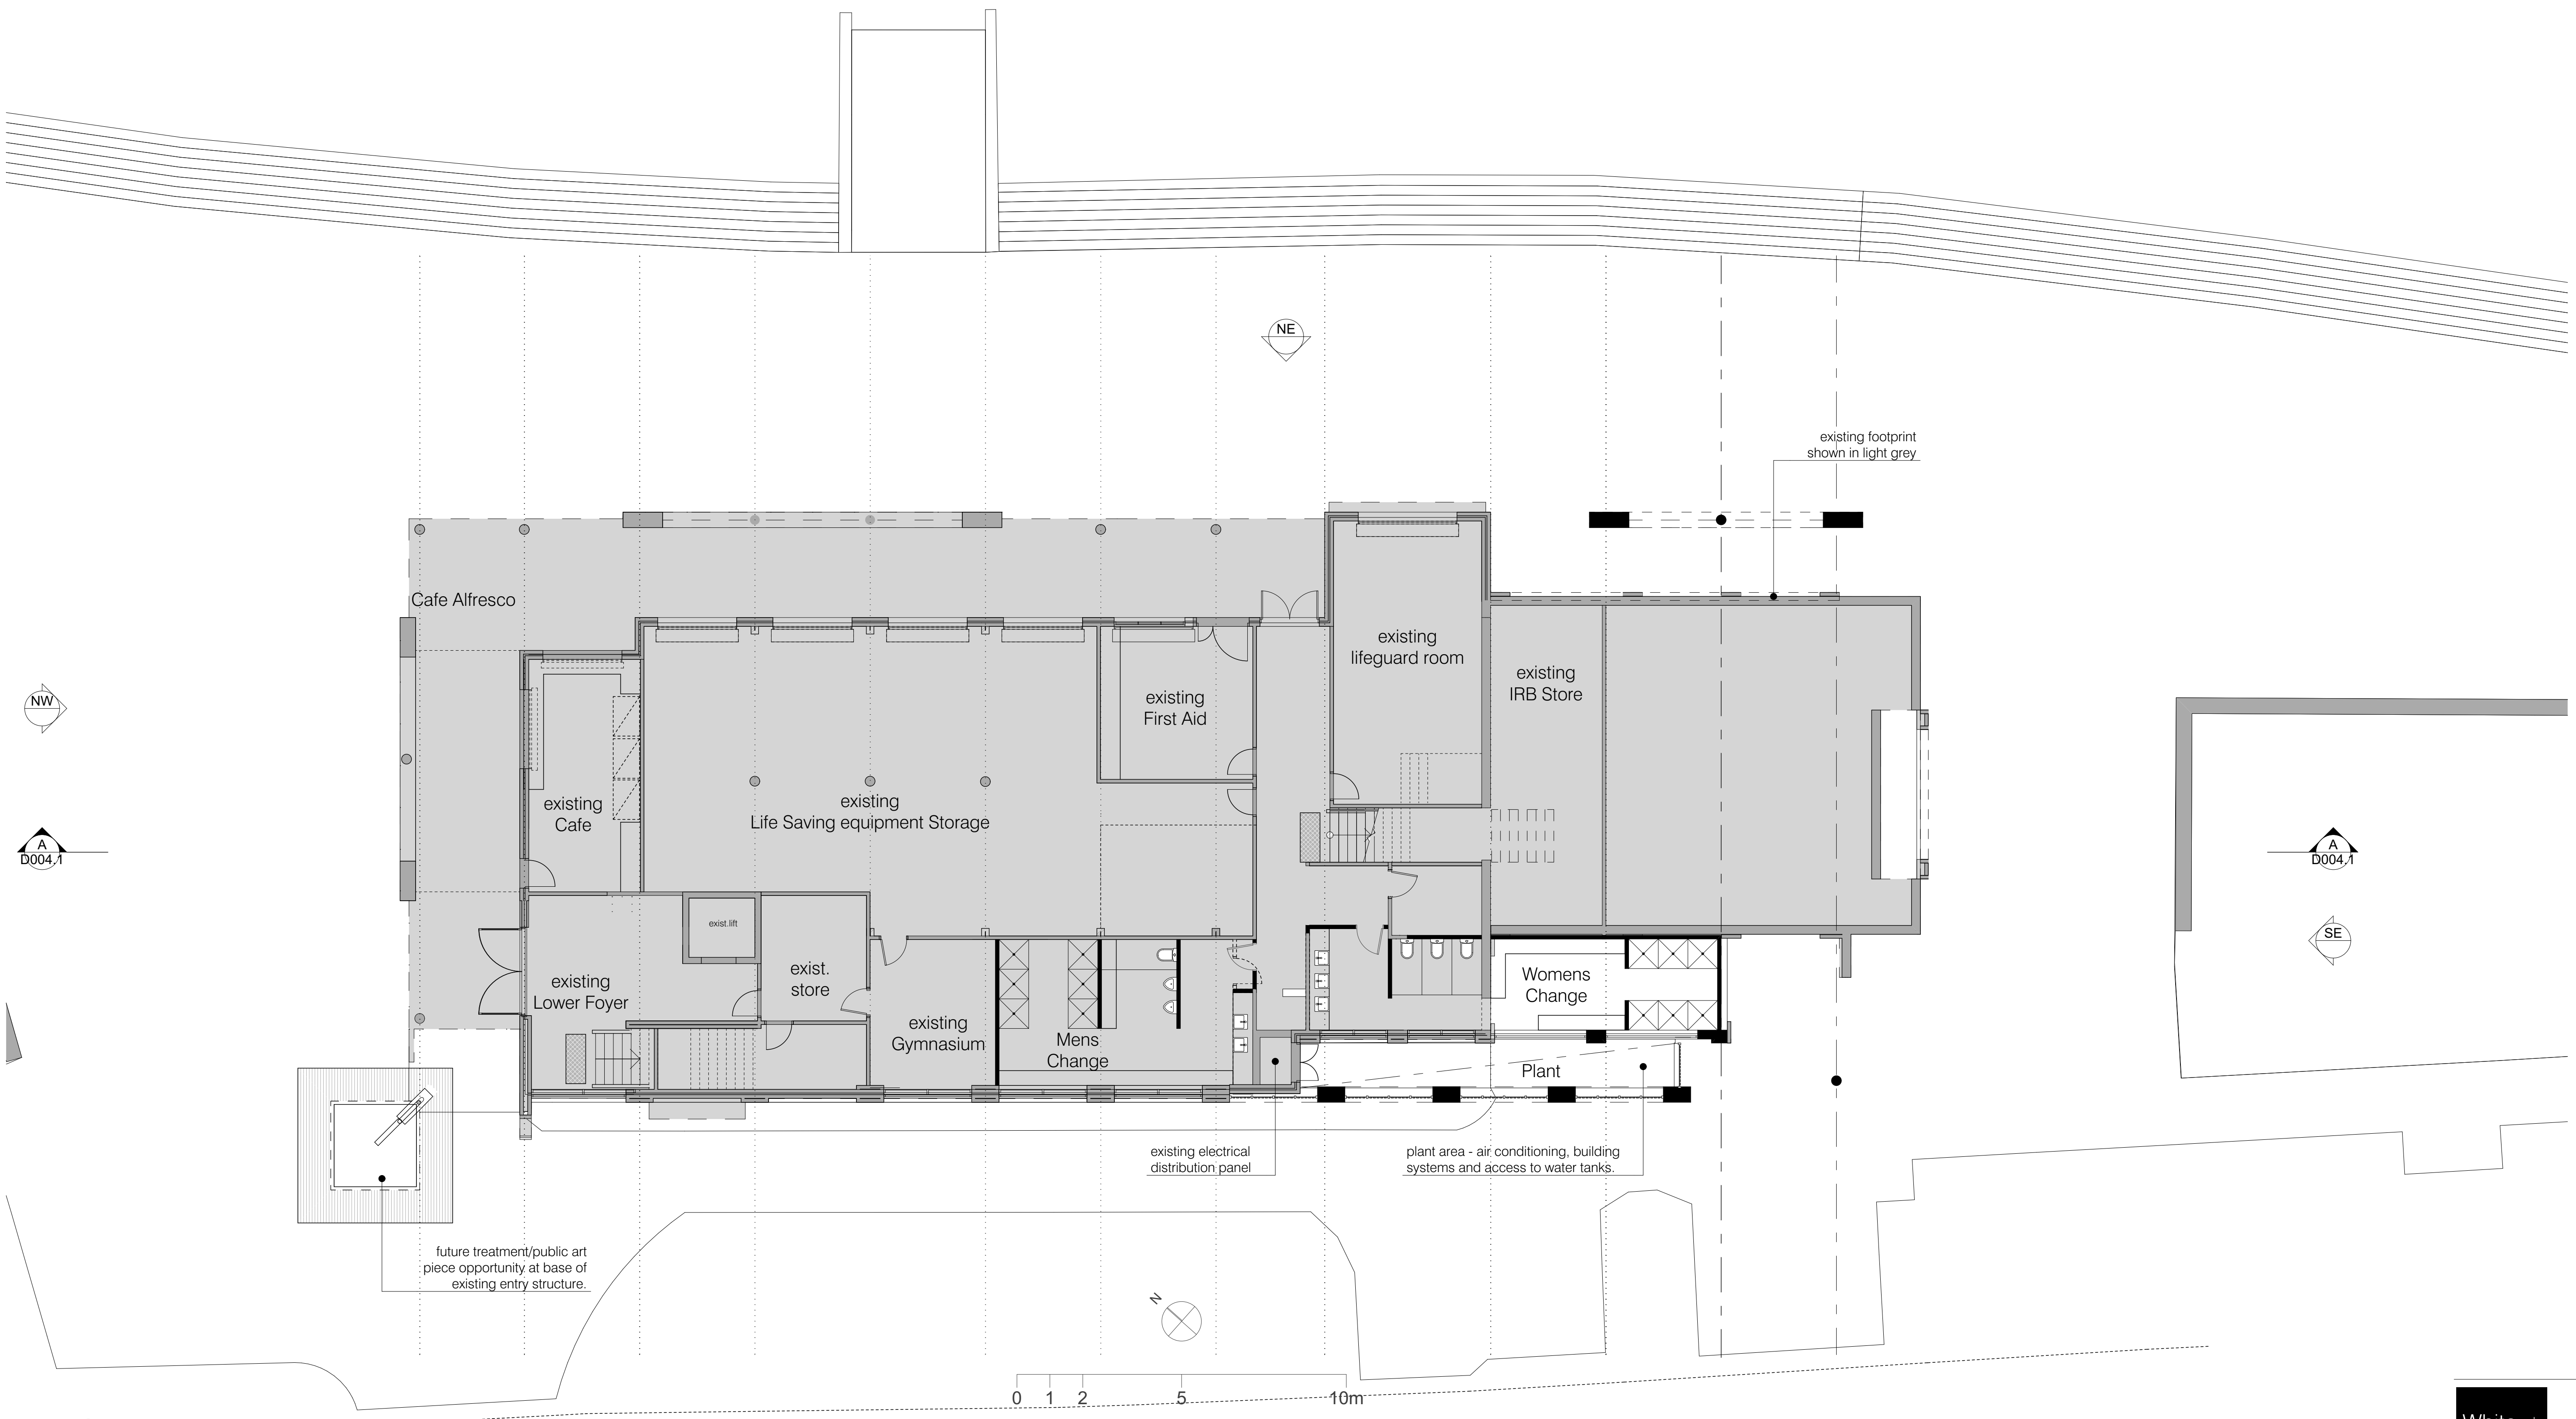 NE
existing footprint
shown in light grey
Cafe Alfresco
existing
lifeguard room
existing
IRB Store
existing
First Aid
NW
existing
Cafe
existing
Life Saving equipment Storage
A
D004.1
A
D004.1
exist.lift
SE
existing
Lower Foyer
exist.
store
Womens
Change
existing
Gymnasium
Mens
Change
Plant
existing electrical
distribution panel
plant area - air conditioning, building
systems and access to water tanks.
future treatment/public art
piece opportunity at base of
existing entry structure.
N
0 1 2 5 10m